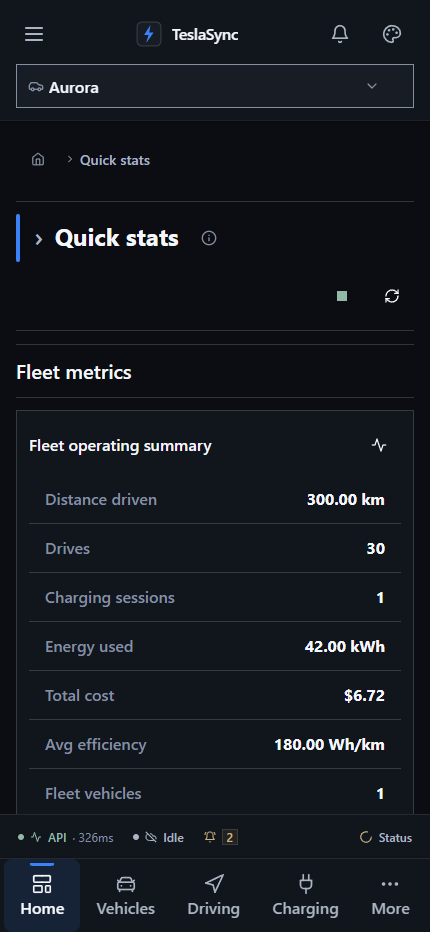 TeslaSync
Aurora
Quick stats
Quick stats
Fleet metrics
Fleet operating summary
Distance driven 300.00 km
Drives 30
Charging sessions 1
Energy used 42.00 kWh
Total cost $6.72
Avg efficiency 180.00 Wh/km
Fleet vehicles 1
API · 326ms Idle 2 Status
Home Vehicles Driving Charging More